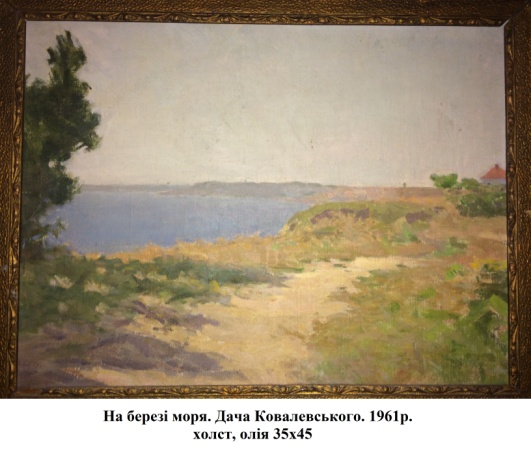 На березі моря. Дача Ковалевського. 1961р.
холст, олія 35х45